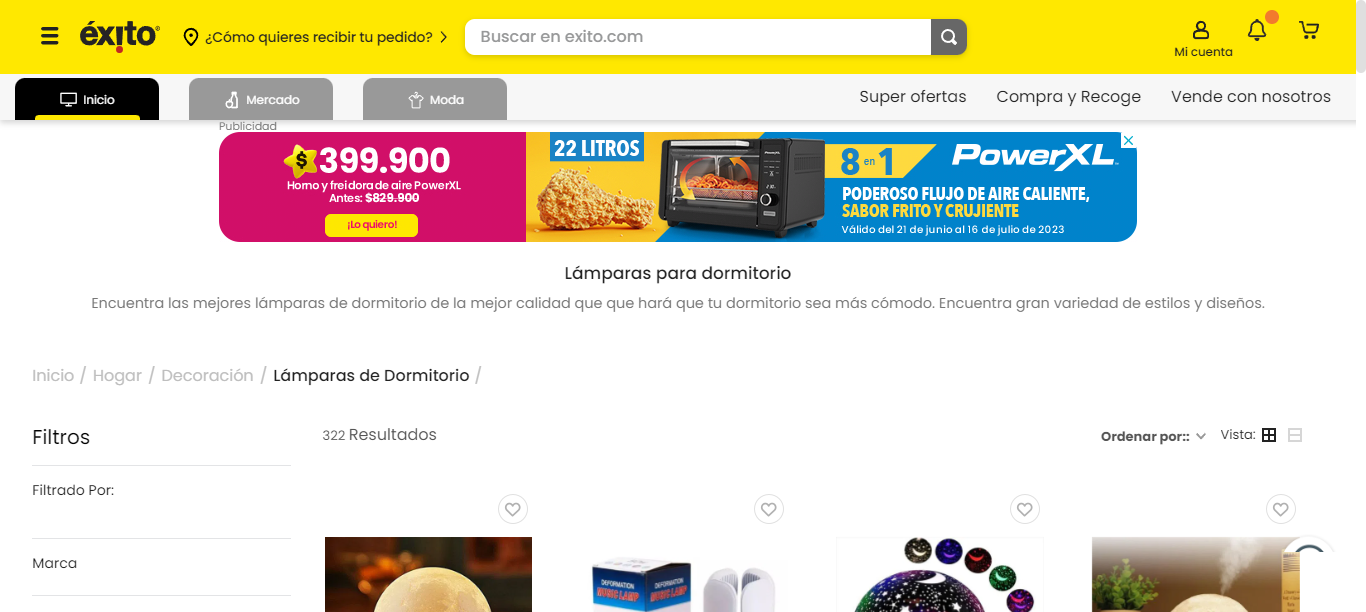 éxito
¿Cómo quieres recibir tu pedido?
Buscar en exito.com
Mi cuenta
Inicio
Mercado
Moda
Super ofertas
Compra y Recoge
Vende con nosotros
Publicidad
$ 399.900
Horno y freidora de aire PowerXL
Antes: $829.900
¡Lo quiero!
22 LITROS
PowerXL
8 en 1
PowerXL
PODEROSO FLUJO DE AIRE CALIENTE,
SABOR FRITO Y CRUJIENTE
Válido del 21 de junio al 16 de julio de 2023
Lámparas para dormitorio
Encuentra las mejores lámparas de dormitorio de la mejor calidad que que hará que tu dormitorio sea más cómodo. Encuentra gran variedad de estilos y diseños.
Inicio / Hogar / Decoración / Lámparas de Dormitorio /
Filtros
322 Resultados
Ordenar por::
Vista:
Filtrado Por:
Marca
DEFORMATION
MUSIC LAMP
DEFORMATION
MUSIC LAMP